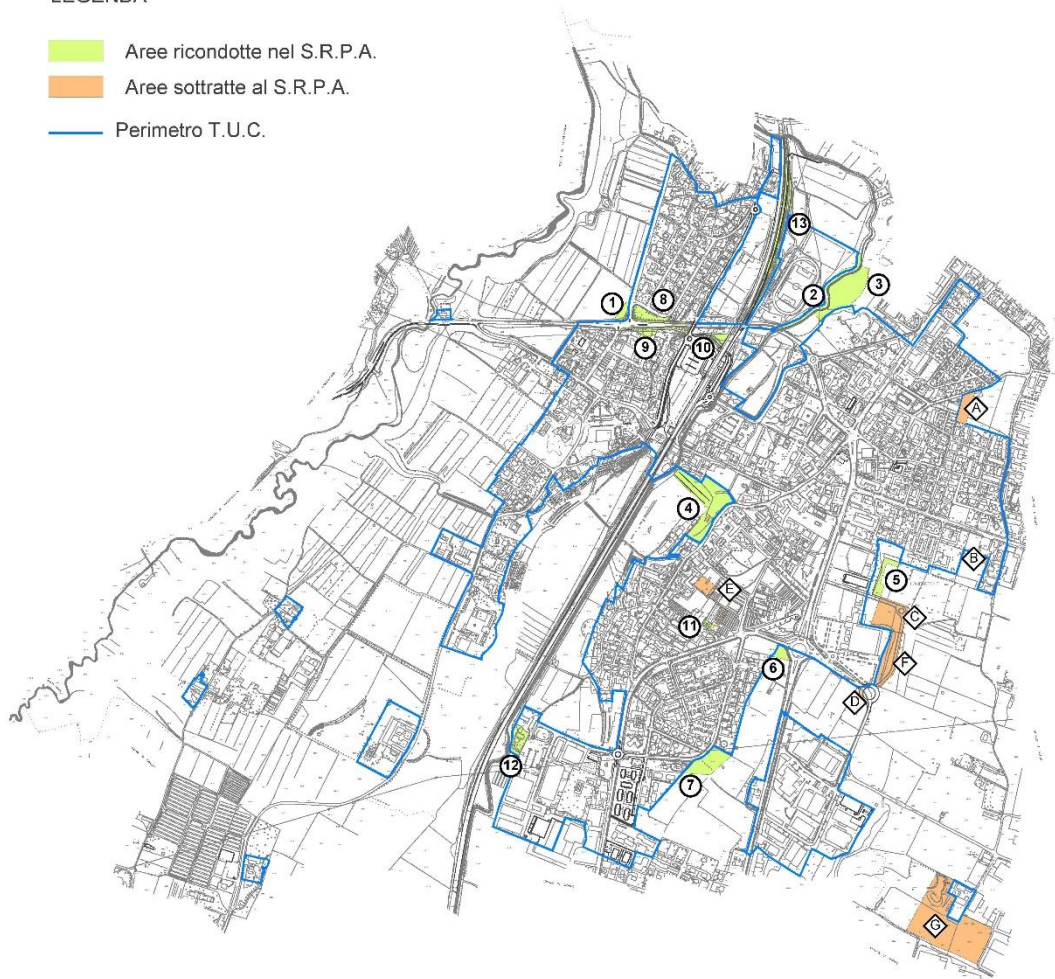 LEGENDA
Aree ricondotte nel S.R.P.A.
Aree sottratte al S.R.P.A.
Perimetro T.U.C.
13
3
2
1
8
9
10
A
4
B
5
E
C
11
6
F
D
12
7
G